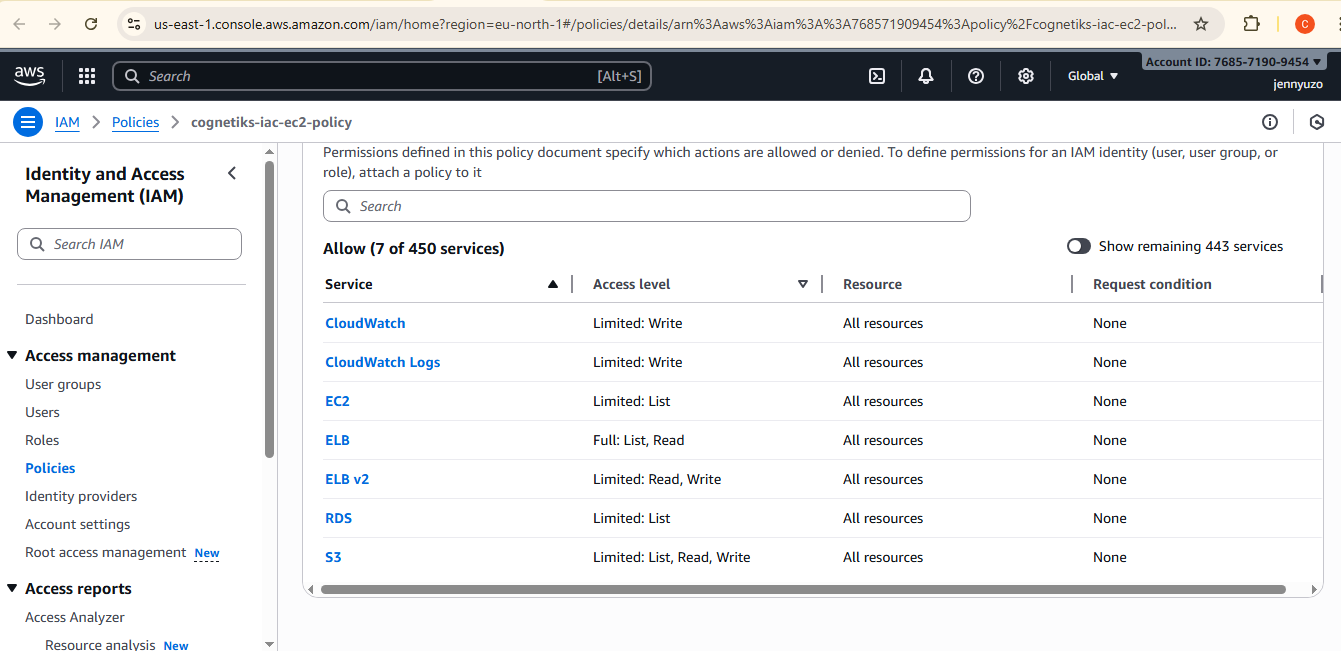 us-east-1.console.aws.amazon.com/iam/home?region=eu-north-1#/policies/details/arn%3Aaws%3Aiam%3A%3A768571909454%3Apolicy%2Fcognetiks-iac-ec2-pol...
C
aws
Search
[Alt+S]
Global
Account ID: 7685-7190-9454
jennyuzo
IAM > Policies > cognetiks-iac-ec2-policy
Identity and Access
Management (IAM)
Search IAM
Dashboard
Access management
User groups
Users
Roles
Policies
Identity providers
Account settings
Root access management New
Access reports
Access Analyzer
Resource analysis New
Permissions defined in this policy document specify which actions are allowed or denied. To define permissions for an IAM identity (user, user group, or
role), attach a policy to it
Search
Allow (7 of 450 services)
Show remaining 443 services
Service Access level Resource Request condition
CloudWatch Limited: Write All resources None
CloudWatch Logs Limited: Write All resources None
EC2 Limited: List All resources None
ELB Full: List, Read All resources None
ELB v2 Limited: Read, Write All resources None
RDS Limited: List All resources None
S3 Limited: List, Read, Write All resources None